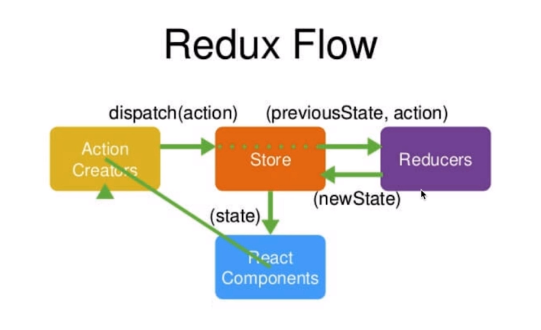 Redux Flow
dispatch(action)
(previousState, action)
Action
Creators
Store
Reducers
(newState)
(state)
React
Components